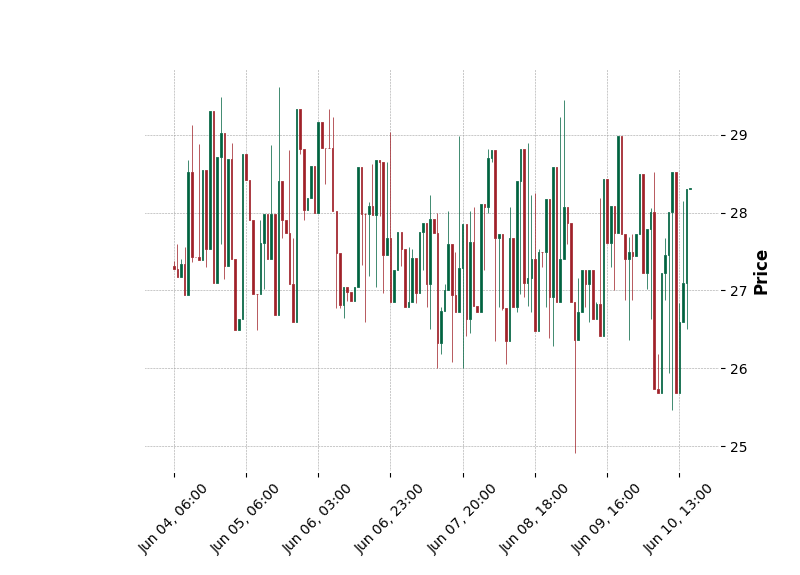 29
28
27
26
25
Price
Jun 04, 06:00
Jun 05, 06:00
Jun 06, 03:00
Jun 06, 23:00
Jun 07, 20:00
Jun 08, 18:00
Jun 09, 16:00
Jun 10, 13:00